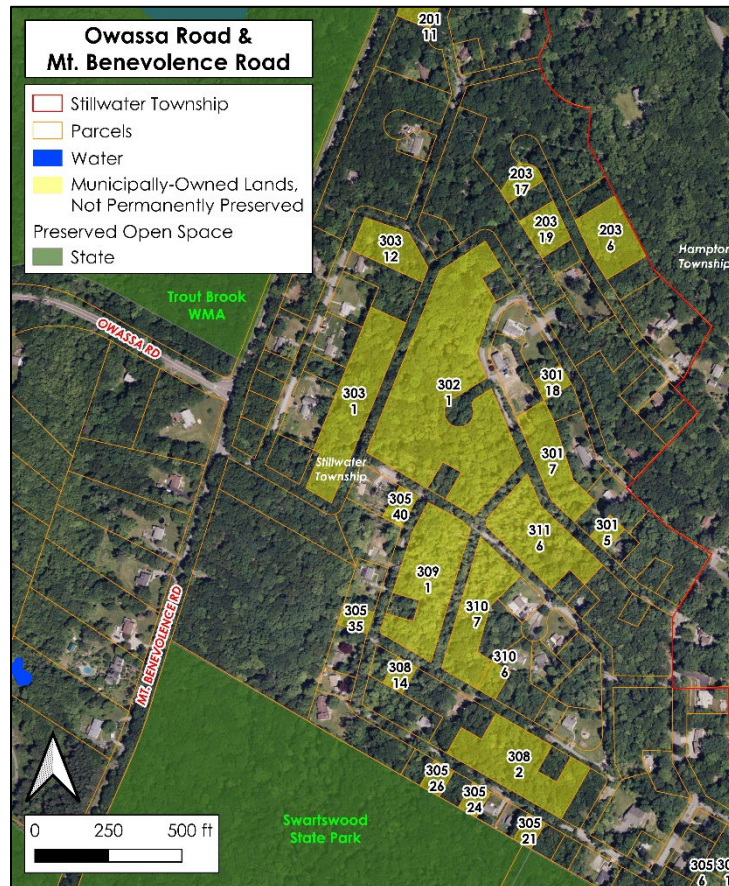 Owassa Road &
Mt. Benevolence Road
Stillwater Township
Parcels
Water
Municipally-Owned Lands,
Not Permanently Preserved
Preserved Open Space
State
201
11
203
17
203
19
203
6
Hampton
Township
303
12
Trout Brook
WMA
OWASSA RD
302
1
303
1
301
18
301
7
Stillwater
Township
305
40
301
5
311
6
309
1
310
7
305
35
310
6
308
14
MT. BENEVOLENCE RD
308
2
305
26
305
24
305
21
Swartswood
State Park
0 250 500 ft
305
6